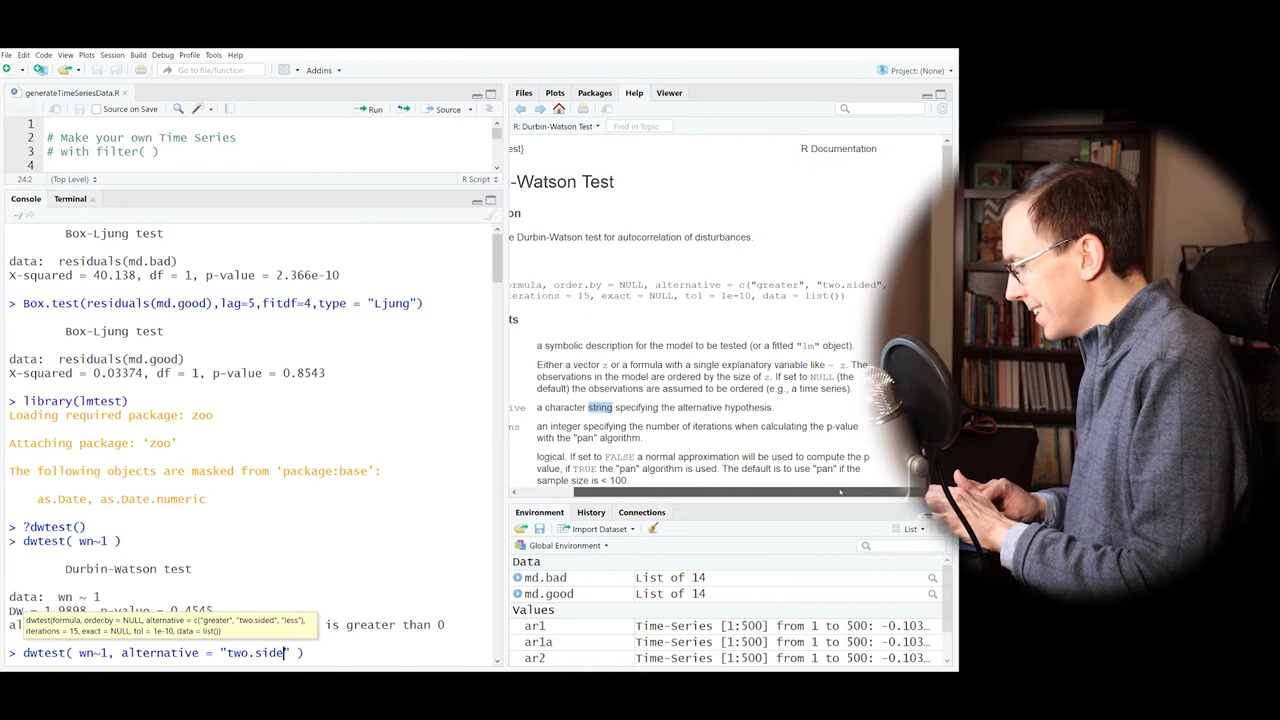 File Edit Code View Plots Session Build Debug Profile Tools Help
Go to file/function
Addins
Project: (None)
generateTimeSeriesData.R
Source on Save
Run
Source
1
2 # Make your own Time Series
3 # with filter( )
4
24:2 (Top Level) R Script
Console Terminal
~/
Box-Ljung test
data: residuals(md.bad)
X-squared = 40.138, df = 1, p-value = 2.366e-10
> Box.test(residuals(md.good),lag=5,fitdf=4,type = "Ljung")
Box-Ljung test
data: residuals(md.good)
X-squared = 0.03374, df = 1, p-value = 0.8543
> library(lmtest)
Loading required package: zoo
Attaching package: ‘zoo’
The following objects are masked from ‘package:base’:
as.Date, as.Date.numeric
> ?dwtest()
> dwtest( wn~1 )
Durbin-Watson test
data: wn ~ 1
DW = 1.9898, p-value = 0.4545
al is greater than 0
dwtest(formula, order.by = NULL, alternative = c("greater", "two.sided", "less"),
iterations = 15, exact = NULL, tol = 1e-10, data = list())
> dwtest( wn~1, alternative = "two.side" )
Files Plots Packages Help Viewer
R: Durbin-Watson Test Find in Topic
est} R Documentation
-Watson Test
on
e Durbin-Watson test for autocorrelation of disturbances.
ormula, order.by = NULL, alternative = c("greater", "two.sided",
terations = 15, exact = NULL, tol = 1e-10, data = list())
ts
a symbolic description for the model to be tested (or a fitted "lm" object).
Either a vector z or a formula with a single explanatory variable like ~ z. The
observations in the model are ordered by the size of z. If set to NULL (the
default) the observations are assumed to be ordered (e.g., a time series).
ive a character string specifying the alternative hypothesis.
ns an integer specifying the number of iterations when calculating the p-value
with the "pan" algorithm.
logical. If set to FALSE a normal approximation will be used to compute the p
value, if TRUE the "pan" algorithm is used. The default is to use "pan" if the
sample size is < 100.
Environment History Connections
Import Dataset
List
Global Environment
Data
md.bad List of 14
md.good List of 14
Values
ar1 Time-Series [1:500] from 1 to 500: -0.103…
ar1a Time-Series [1:500] from 1 to 500: -0.103…
ar2 Time-Series [1:500] from 1 to 500: -0.103…